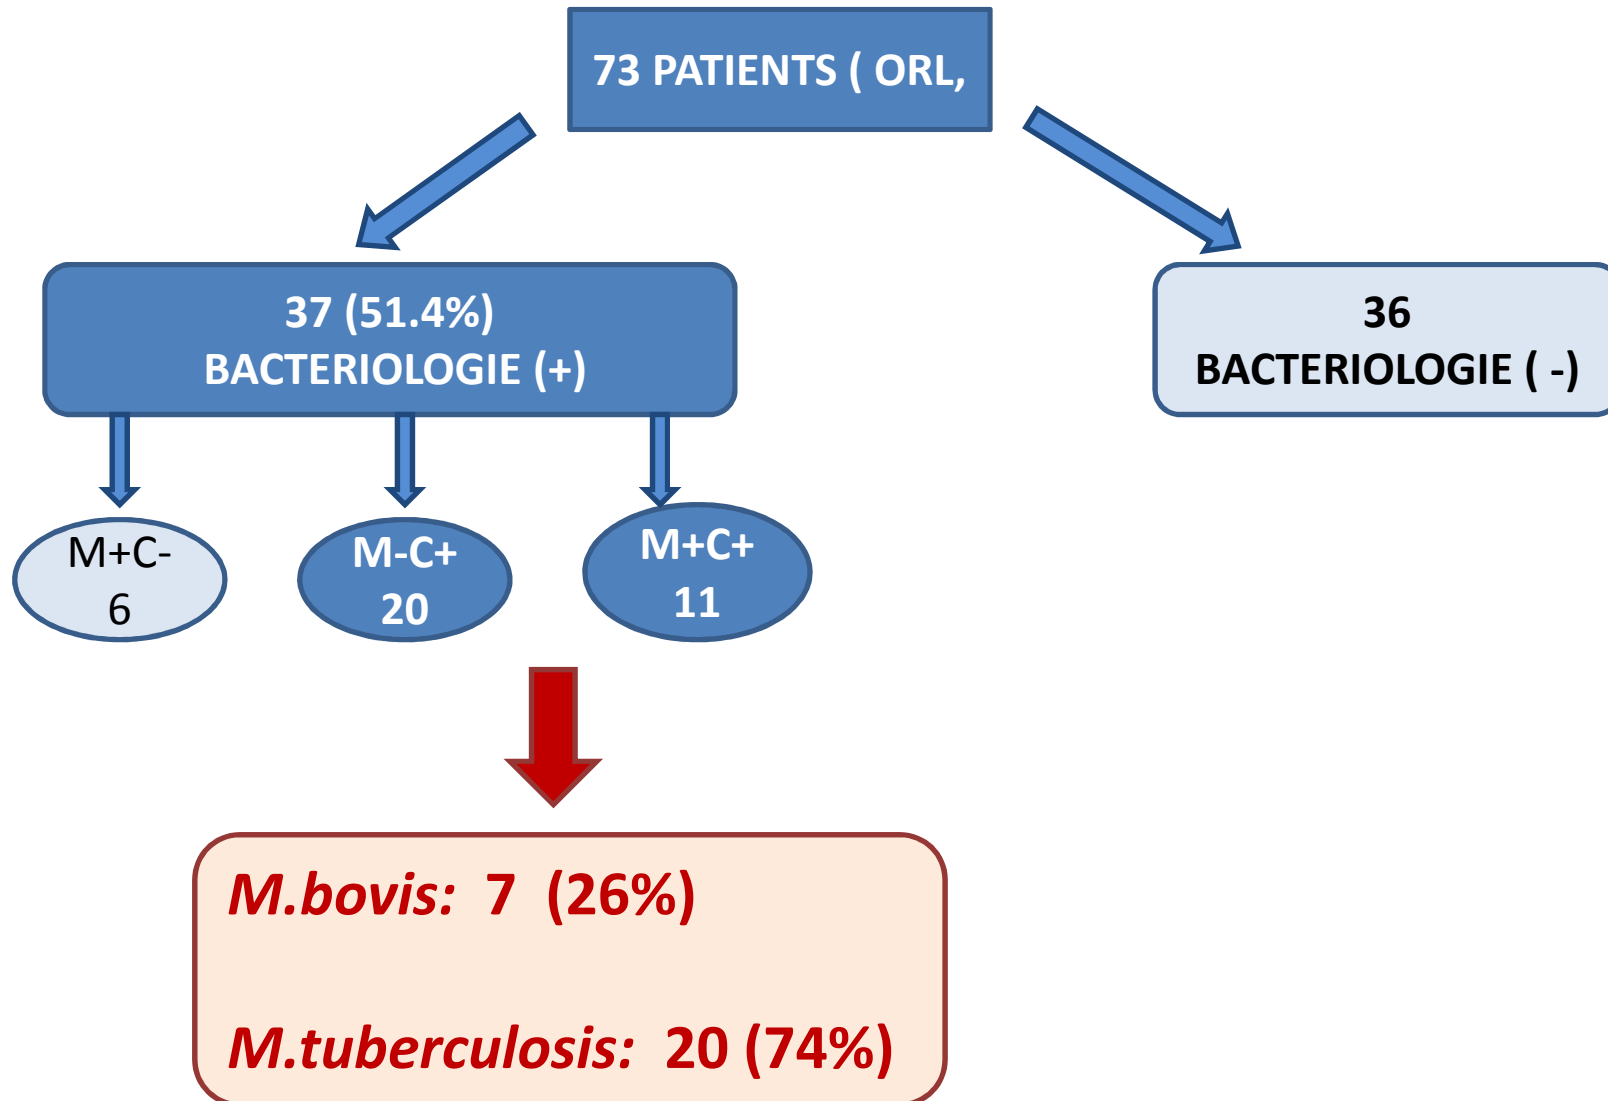 73 PATIENTS ( ORL,
37 (51.4%)
BACTERIOLOGIE (+)
36
BACTERIOLOGIE ( -)
M+C-
6
M-C+
20
M+C+
11
M.bovis: 7 (26%)
M.tuberculosis: 20 (74%)